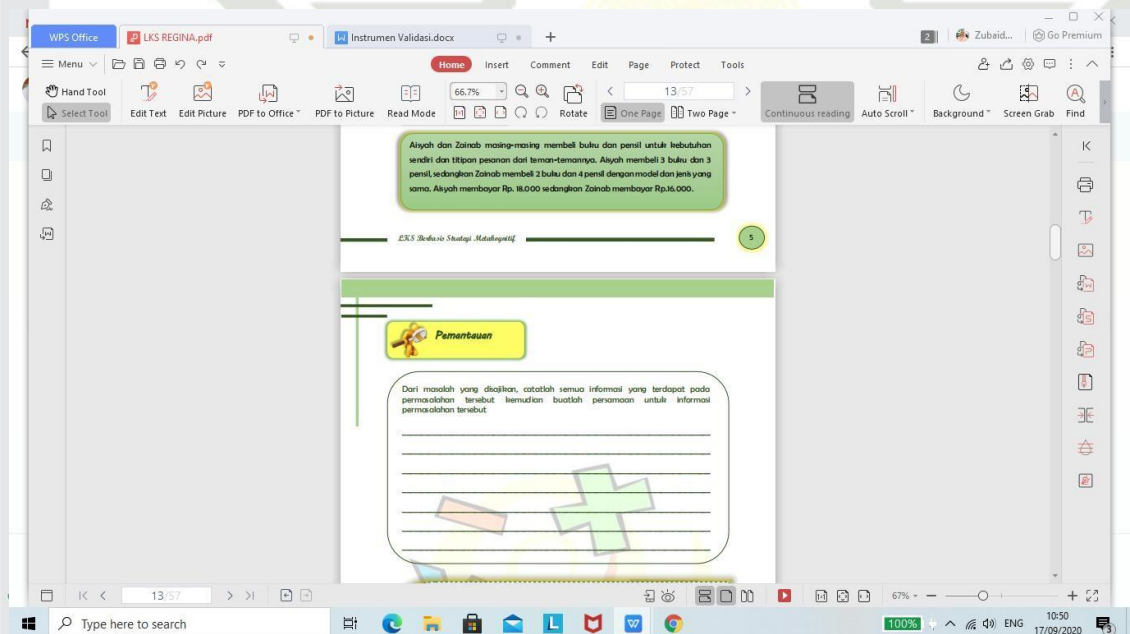 WPS Office
LKS REGINA.pdf
Instrumen Validasi.docx
2
Zubaid...
Go Premium
Menu
Home
Insert
Comment
Edit
Page
Protect
Tools
Hand Tool
Select Tool
Edit Text
Edit Picture
PDF to Office
PDF to Picture
Read Mode
66.7%
Rotate
13/57
One Page
Two Page
Continuous reading
Auto Scroll
Background
Screen Grab
Find
Aisyah dan Zainab masing-masing membeli buku dan pensil untuk kebutuhan
sendiri dan titipan pesanan dari teman-temannya. Aisyah membeli 3 buku dan 3
pensil, sedangkan Zainab membeli 2 buku dan 4 pensil dengan model dan jenis yang
sama. Aisyah membayar Rp. 18.000 sedangkan Zainab membayar Rp.16.000.
LKS Berbasis Strategi Metakognitif
5
Pemantauan
Dari masalah yang disajikan, catatlah semua informasi yang terdapat pada
permasalahan tersebut kemudian buatlah persamaan untuk informasi
permasalahan tersebut
13/57
67%
Type here to search
100%
ENG
10:50
17/09/2020
3